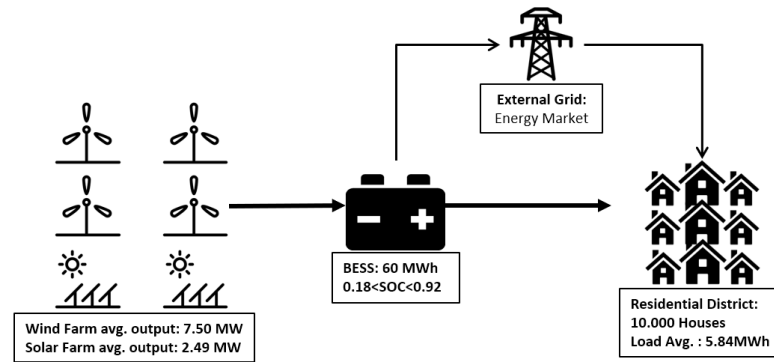 External Grid:
Energy Market
BESS: 60 MWh
0.18<SOC<0.92
Wind Farm avg. output: 7.50 MW
Solar Farm avg. output: 2.49 MW
Residential District:
10.000 Houses
Load Avg. : 5.84MWh